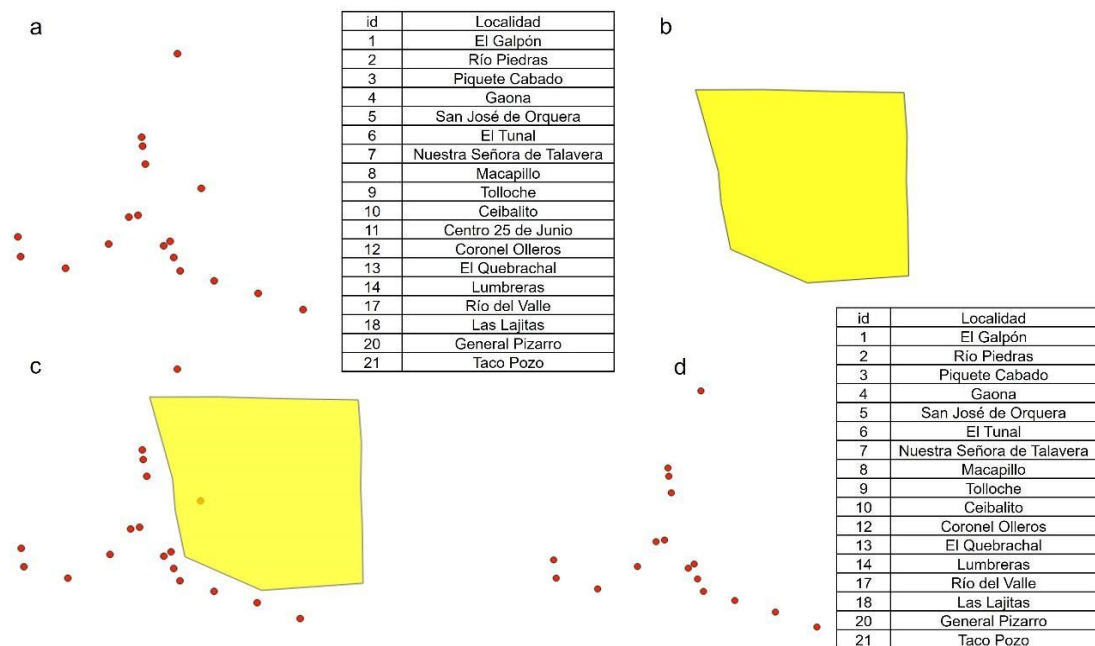 a
id Localidad
1 El Galpón
2 Río Piedras
3 Piquete Cabado
4 Gaona
5 San José de Orquera
6 El Tunal
7 Nuestra Señora de Talavera
8 Macapillo
9 Tolloche
10 Ceibalito
11 Centro 25 de Junio
12 Coronel Olleros
13 El Quebrachal
14 Lumbreras
17 Río del Valle
18 Las Lajitas
20 General Pizarro
21 Taco Pozo
b
c
d
id Localidad
1 El Galpón
2 Río Piedras
3 Piquete Cabado
4 Gaona
5 San José de Orquera
6 El Tunal
7 Nuestra Señora de Talavera
8 Macapillo
9 Tolloche
10 Ceibalito
12 Coronel Olleros
13 El Quebrachal
14 Lumbreras
17 Río del Valle
18 Las Lajitas
20 General Pizarro
21 Taco Pozo